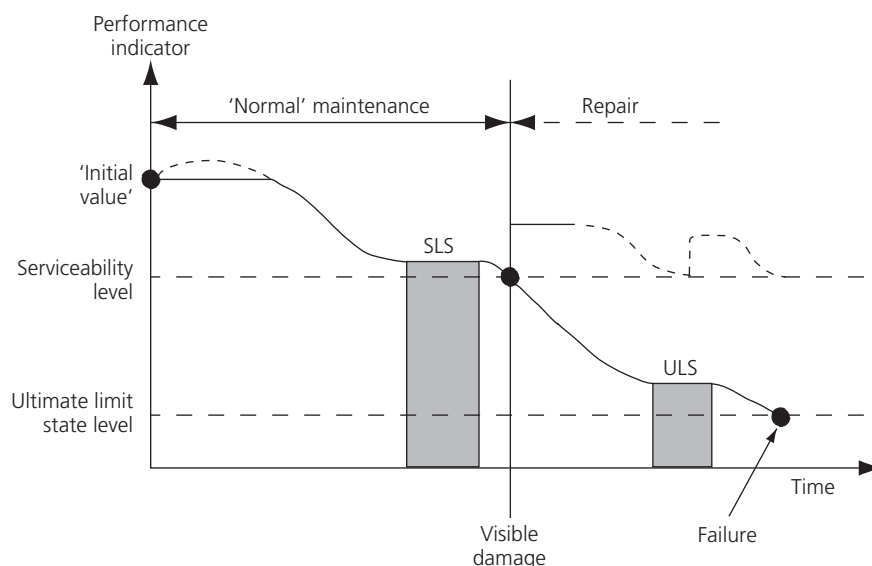 Performance
indicator
‘Normal’ maintenance
Repair
‘Initial
value’
SLS
Serviceability
level
ULS
Ultimate limit
state level
Time
Visible
damage
Failure